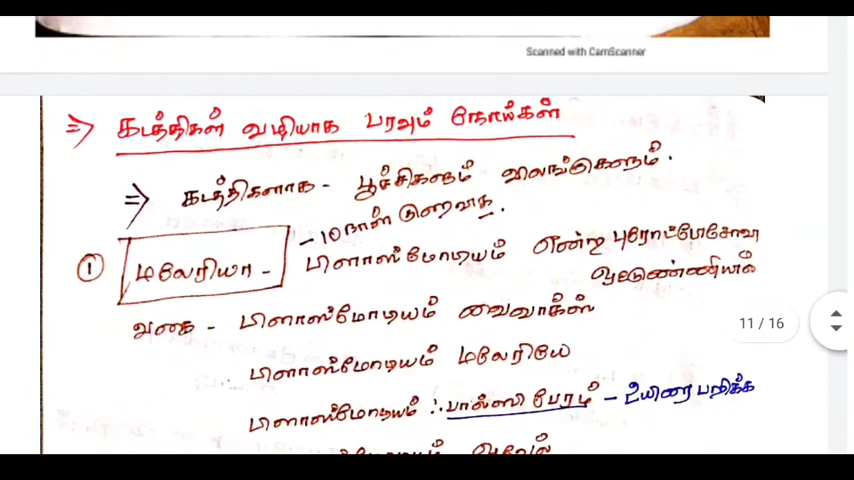 Scanned with CamScanner
⇒ கடத்திகள் வழியாக பரவும் நோய்கள்
⇒ கடத்திகளாக - பூச்சிகளும் விலங்குகளும்.
- 10 நாள்
① மலேரியா - பிளாஸ்மோடியம் என்ற புரோட்டோசோவா
ஒட்டுண்ணியால்
வகை - பிளாஸ்மோடியம் வைவாக்ஸ்
11 / 16
பிளாஸ்மோடியம் மலேரியே
பிளாஸ்மோடியம் ஃபால்ஸி பேரம் - உயிரை பறிக்க